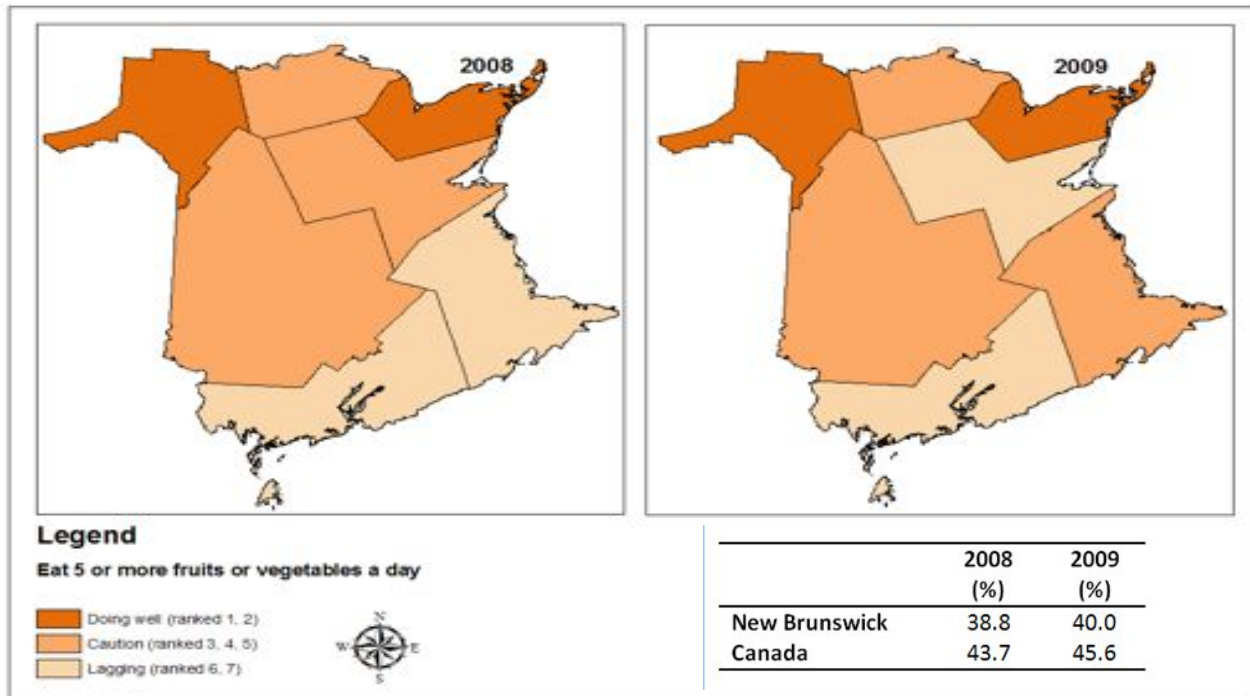 2008
2009
Legend
Eat 5 or more fruits or vegetables a day
Doing well (ranked 1, 2)
Caution (ranked 3, 4, 5)
Lagging (ranked 6, 7)
N
W E
S
2008 2009
(%) (%)
New Brunswick 38.8 40.0
Canada 43.7 45.6